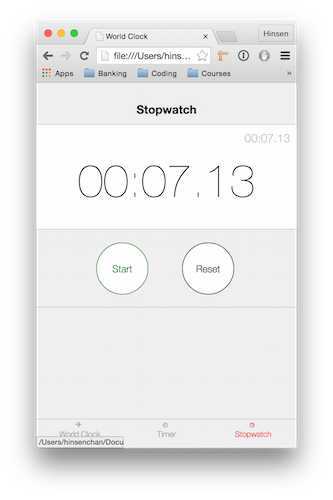 World Clock
Hinsen
file:///Users/hins...
Apps Banking Coding Courses »
Stopwatch
00:07.13
00:07.13
Start Reset
World Clock Timer Stopwatch
/Users/hinsenchan/Docu